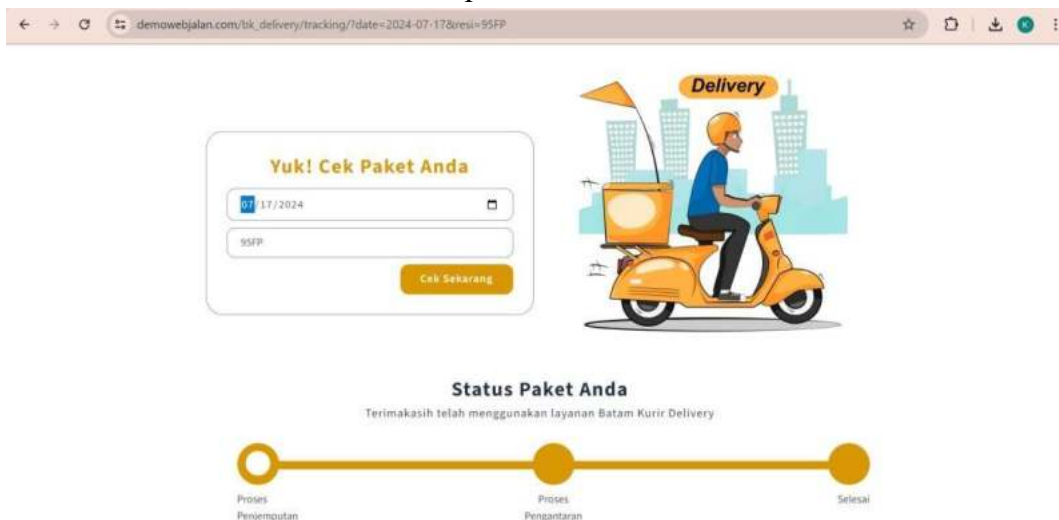 demowebjalan.com/bk_delivery/tracking/?date=2024-07-17&resi=95FP
K
Delivery
Yuk! Cek Paket Anda
07/17/2024
95FP
Cek Sekarang
Status Paket Anda
Terimakasih telah menggunakan layanan Batam Kurir Delivery
Proses
Penjemputan
Proses
Pengantaran
Selesai